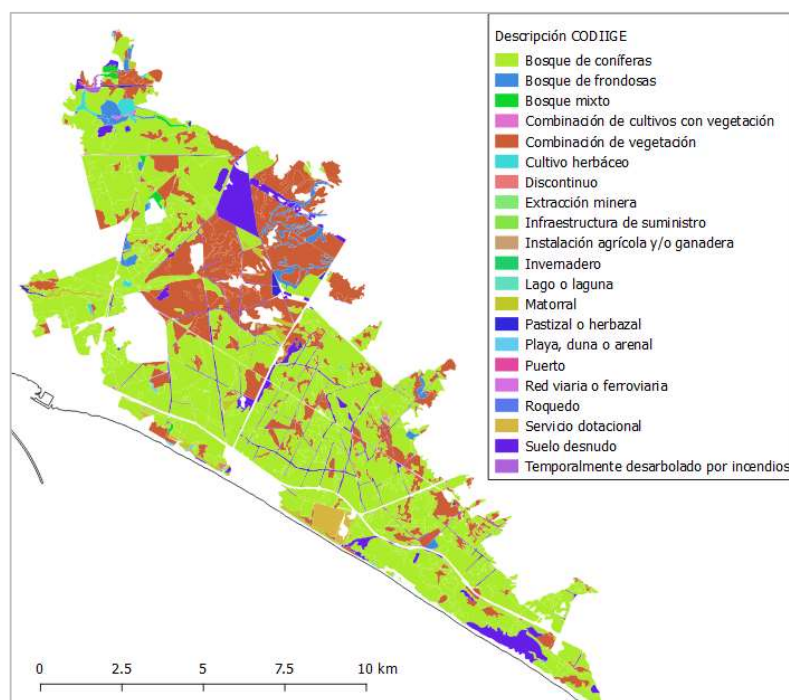 Descripción CODIIGE
Bosque de coníferas
Bosque de frondosas
Bosque mixto
Combinación de cultivos con vegetación
Combinación de vegetación
Cultivo herbáceo
Discontinuo
Extracción minera
Infraestructura de suministro
Instalación agrícola y/o ganadera
Invernadero
Lago o laguna
Matorral
Pastizal o herbazal
Playa, duna o arenal
Puerto
Red viaria o ferroviaria
Roquedo
Servicio dotacional
Suelo desnudo
Temporalmente desarbolado por incendios
0 2.5 5 7.5 10 km